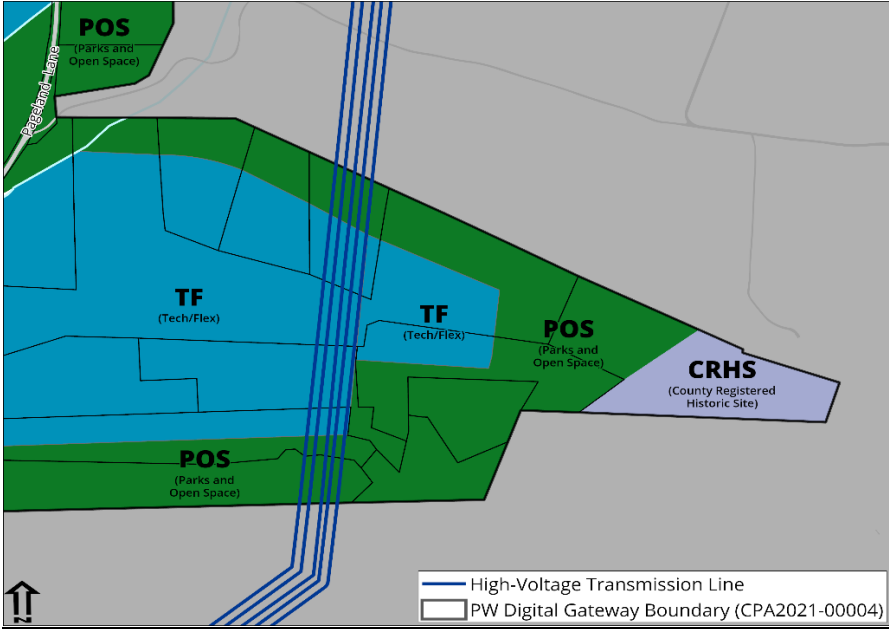 POS
(Parks and
Open Space)
Pageland Lane
TF
(Tech/Flex)
TF
(Tech/Flex)
POS
(Parks and
Open Space)
CRHS
(County Registered
Historic Site)
POS
(Parks and
Open Space)
N
High-Voltage Transmission Line
PW Digital Gateway Boundary (CPA2021-00004)